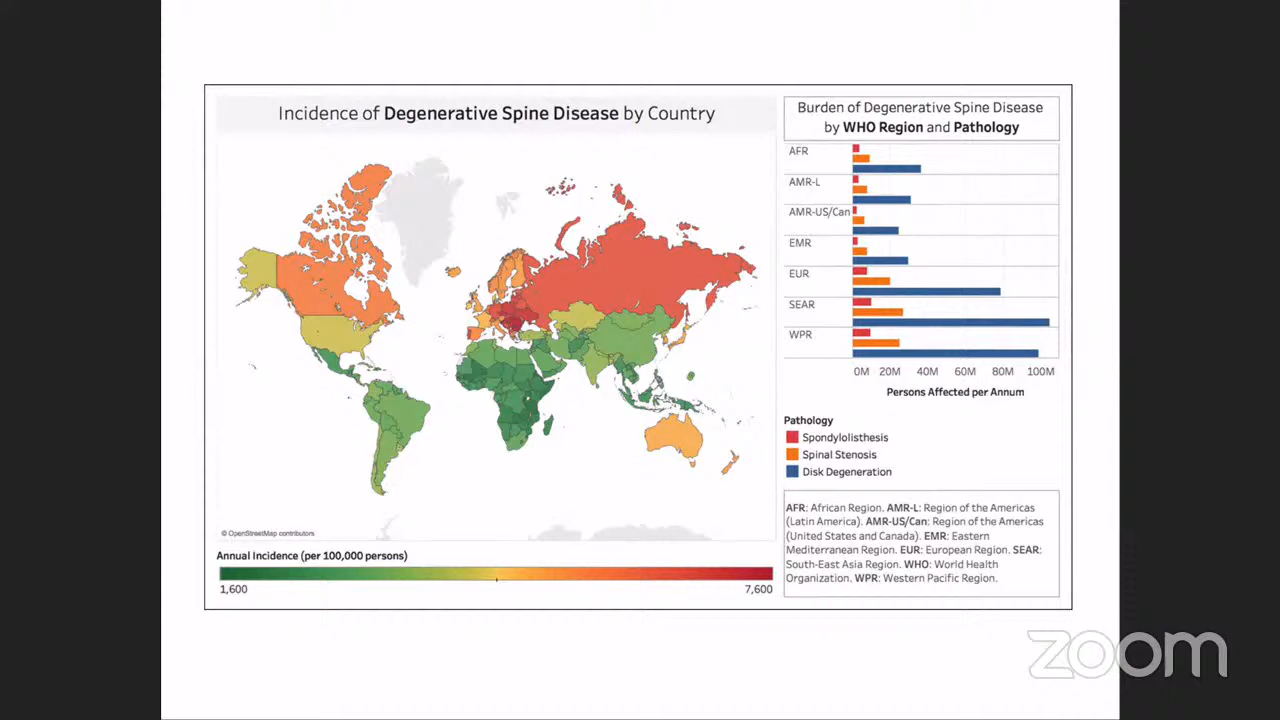 Incidence of Degenerative Spine Disease by Country
© OpenStreetMap contributors
Annual Incidence (per 100,000 persons)
1,600
7,600
Burden of Degenerative Spine Disease
by WHO Region and Pathology
AFR
AMR-L
AMR-US/Can
EMR
EUR
SEAR
WPR
0M 20M 40M 60M 80M 100M
Persons Affected per Annum
Pathology
Spondylolisthesis
Spinal Stenosis
Disk Degeneration
AFR: African Region. AMR-L: Region of the Americas
(Latin America). AMR-US/Can: Region of the Americas
(United States and Canada). EMR: Eastern
Mediterranean Region. EUR: European Region. SEAR:
South-East Asia Region. WHO: World Health
Organization. WPR: Western Pacific Region.
zoom